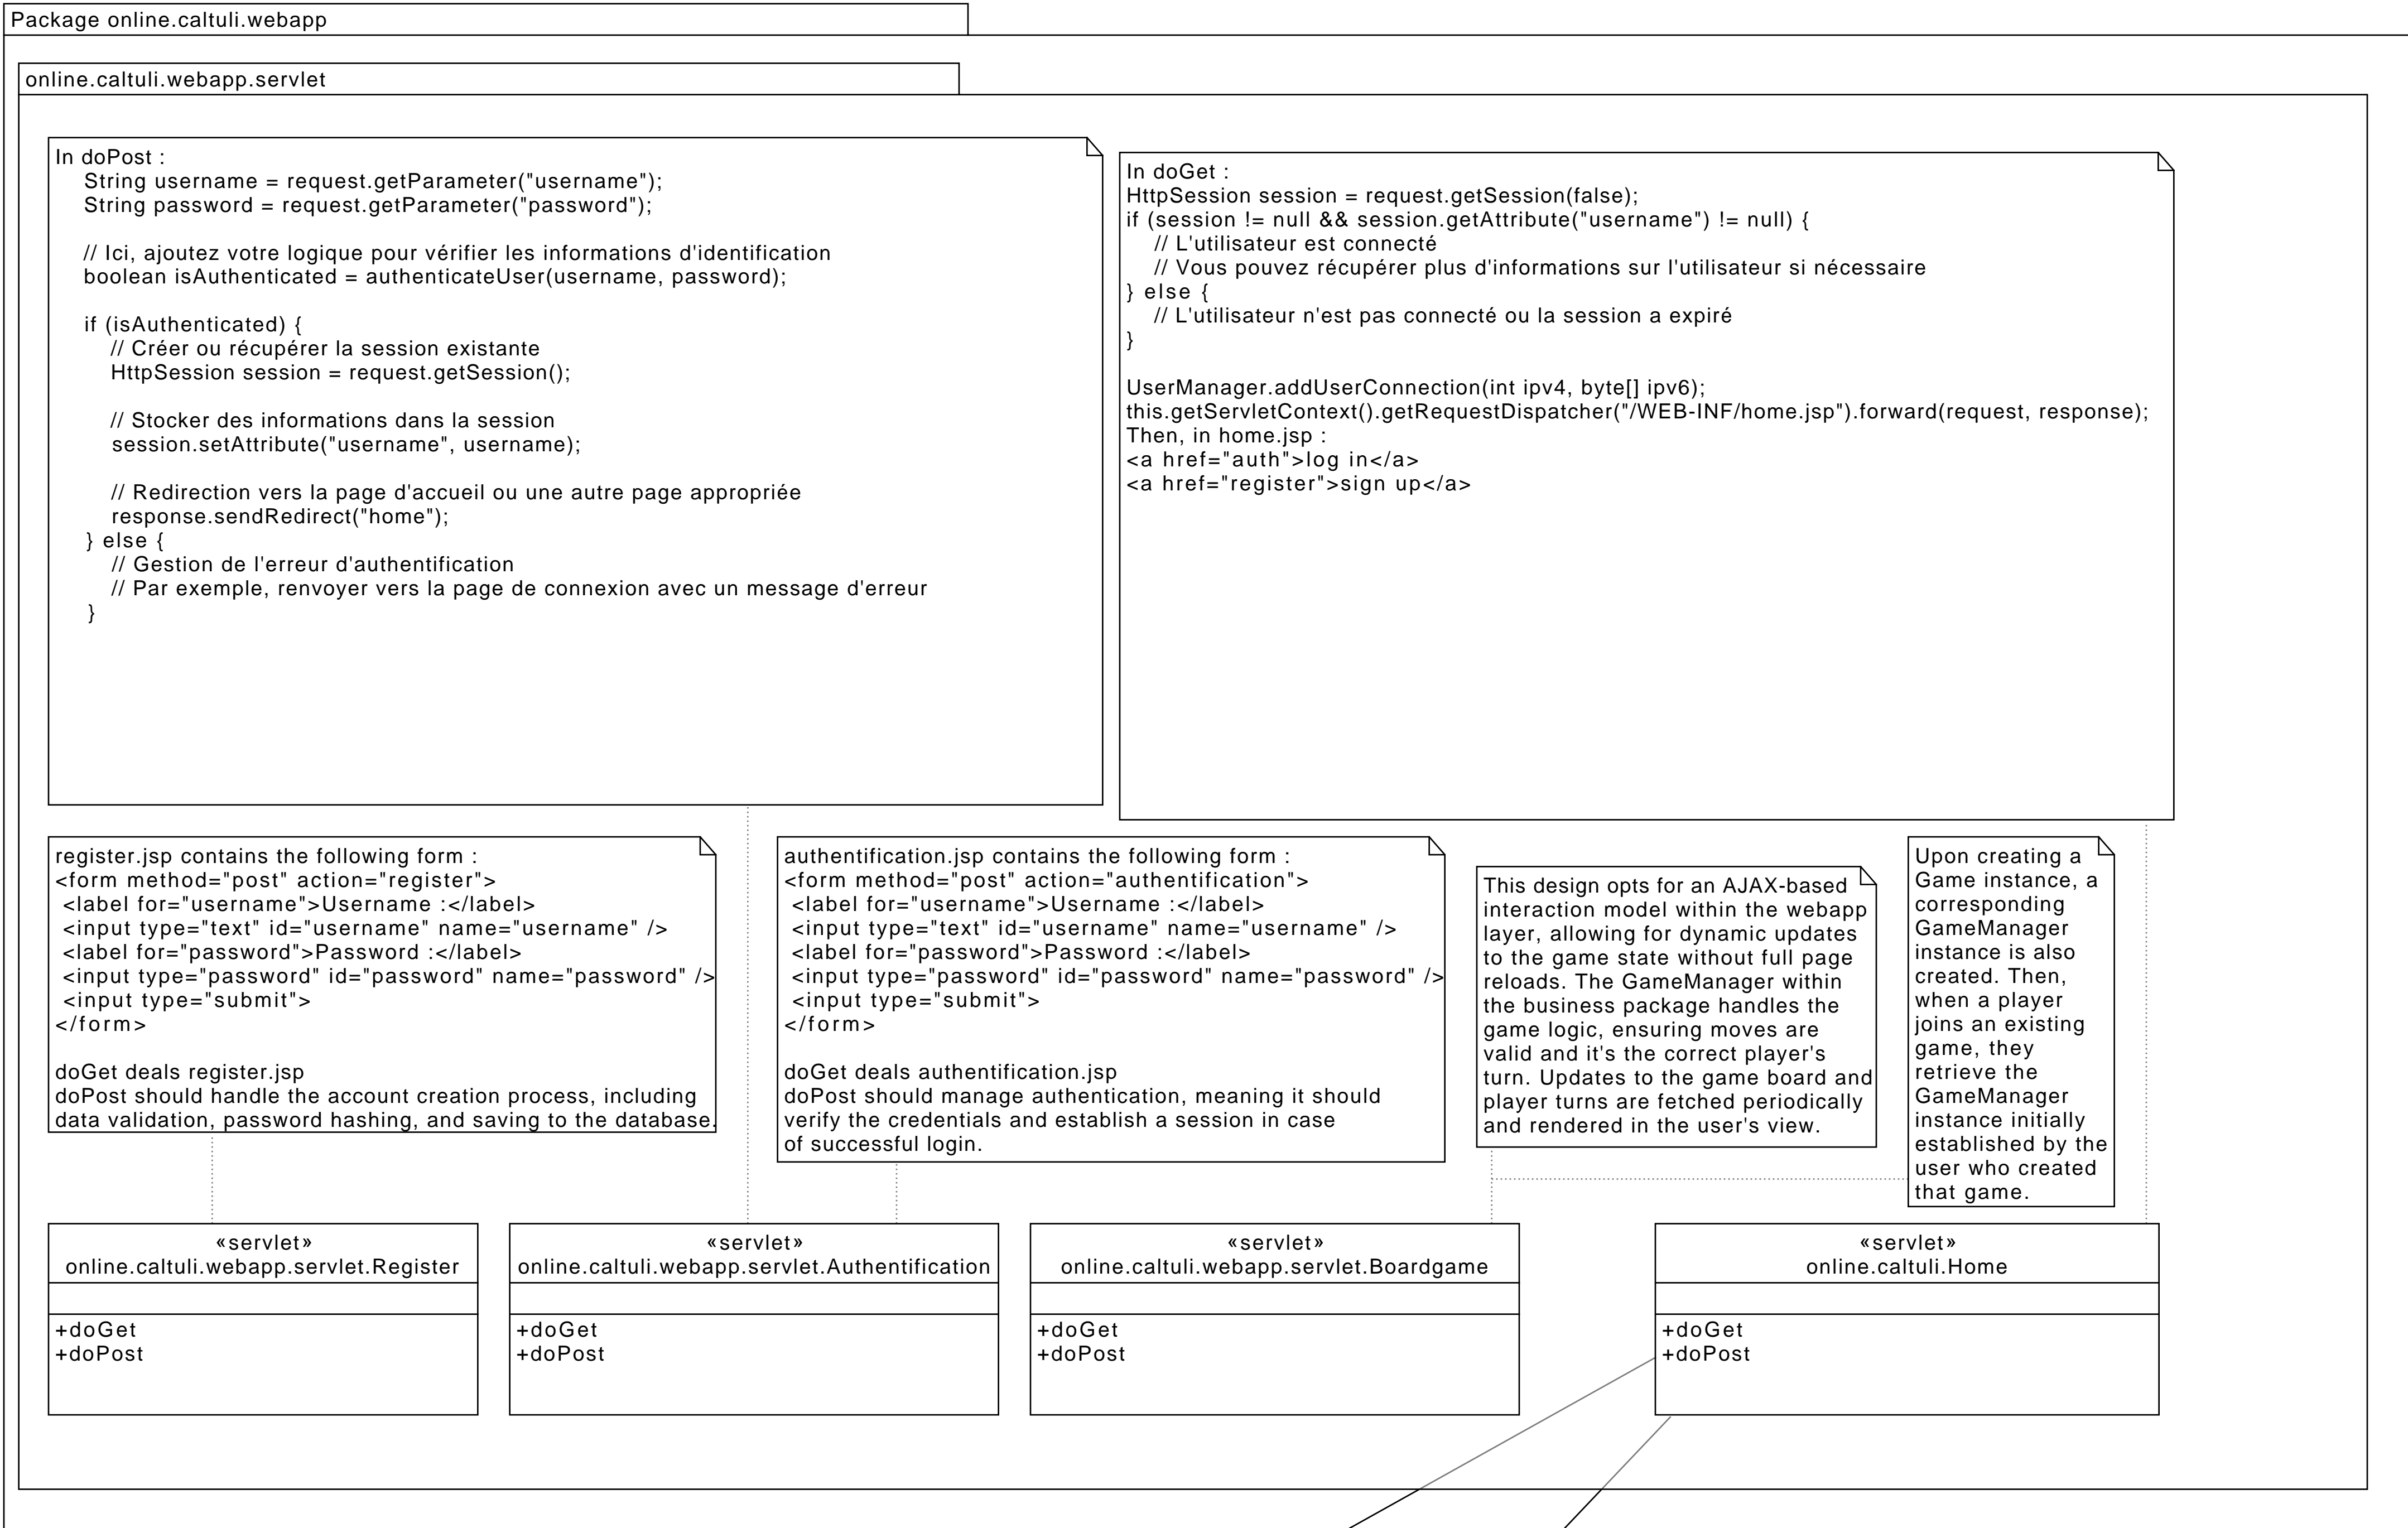 Package online.caltuli.webapp
online.caltuli.webapp.servlet
In doPost :
String username = request.getParameter("username");
String password = request.getParameter("password");
// Ici, ajoutez votre logique pour vérifier les informations d'identification
boolean isAuthenticated = authenticateUser(username, password);
if (isAuthenticated) {
// Créer ou récupérer la session existante
HttpSession session = request.getSession();
// Stocker des informations dans la session
session.setAttribute("username", username);
// Redirection vers la page d'accueil ou une autre page appropriée
response.sendRedirect("home");
} else {
// Gestion de l'erreur d'authentification
// Par exemple, renvoyer vers la page de connexion avec un message d'erreur
}
In doGet :
HttpSession session = request.getSession(false);
if (session != null && session.getAttribute("username") != null) {
// L'utilisateur est connecté
// Vous pouvez récupérer plus d'informations sur l'utilisateur si nécessaire
} else {
// L'utilisateur n'est pas connecté ou la session a expiré
}
UserManager.addUserConnection(int ipv4, byte[] ipv6);
this.getServletContext().getRequestDispatcher("/WEB-INF/home.jsp").forward(request, response);
Then, in home.jsp :
<a href="auth">log in</a>
<a href="register">sign up</a>
register.jsp contains the following form :
<form method="post" action="register">
<label for="username">Username :</label>
<input type="text" id="username" name="username" />
<label for="password">Password :</label>
<input type="password" id="password" name="password" />
<input type="submit">
</form>
doGet deals register.jsp
doPost should handle the account creation process, including
data validation, password hashing, and saving to the database.
authentification.jsp contains the following form :
<form method="post" action="authentification">
<label for="username">Username :</label>
<input type="text" id="username" name="username" />
<label for="password">Password :</label>
<input type="password" id="password" name="password" />
<input type="submit">
</form>
doGet deals authentification.jsp
doPost should manage authentication, meaning it should
verify the credentials and establish a session in case
of successful login.
This design opts for an AJAX-based
interaction model within the webapp
layer, allowing for dynamic updates
to the game state without full page
reloads. The GameManager within
the business package handles the
game logic, ensuring moves are
valid and it's the correct player's
turn. Updates to the game board and
player turns are fetched periodically
and rendered in the user's view.
Upon creating a
Game instance, a
corresponding
GameManager
instance is also
created. Then,
when a player
joins an existing
game, they
retrieve the
GameManager
instance initially
established by the
user who created
that game.
«servlet»
online.caltuli.webapp.servlet.Register
+doGet
+doPost
«servlet»
online.caltuli.webapp.servlet.Authentification
+doGet
+doPost
«servlet»
online.caltuli.webapp.servlet.Boardgame
+doGet
+doPost
«servlet»
online.caltuli.Home
+doGet
+doPost